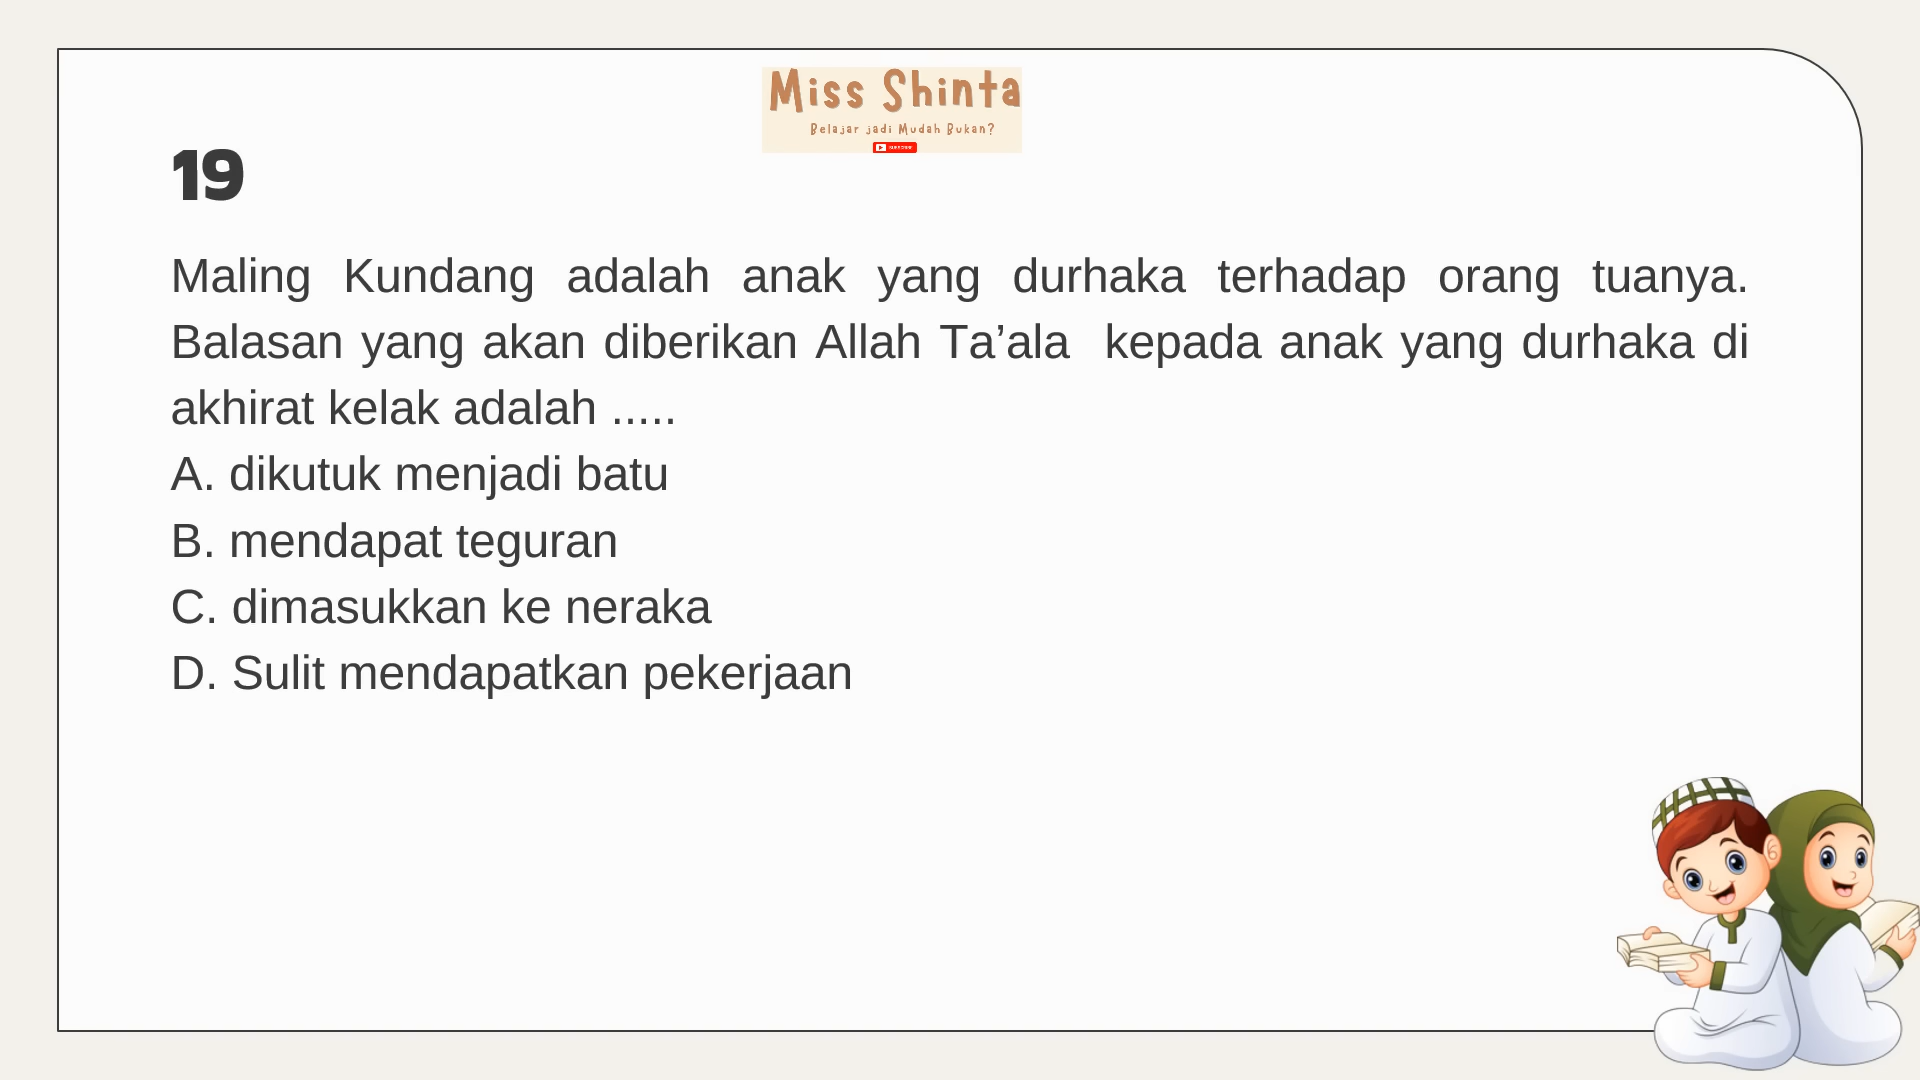 Miss Shinta
Belajar jadi Mudah Bukan?
SUBSCRIBE
19
Maling Kundang adalah anak yang durhaka terhadap orang tuanya.
Balasan yang akan diberikan Allah Ta’ala kepada anak yang durhaka di
akhirat kelak adalah .....
A. dikutuk menjadi batu
B. mendapat teguran
C. dimasukkan ke neraka
D. Sulit mendapatkan pekerjaan